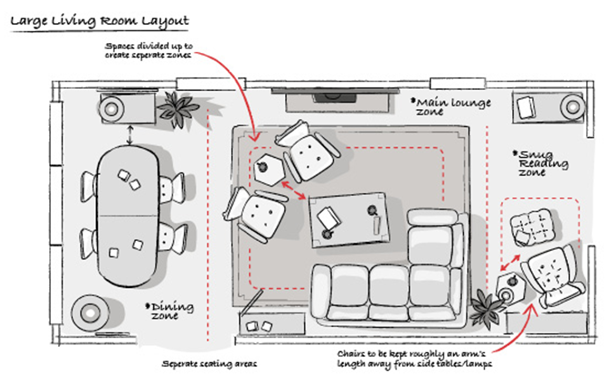 Large Living Room Layout
Spaces divided up to
create seperate zones
*Main lounge
zone
*Snug
Reading
zone
*Dining
zone
Seperate seating areas
Chairs to be kept roughly an arm's
length away from side tables/lamps